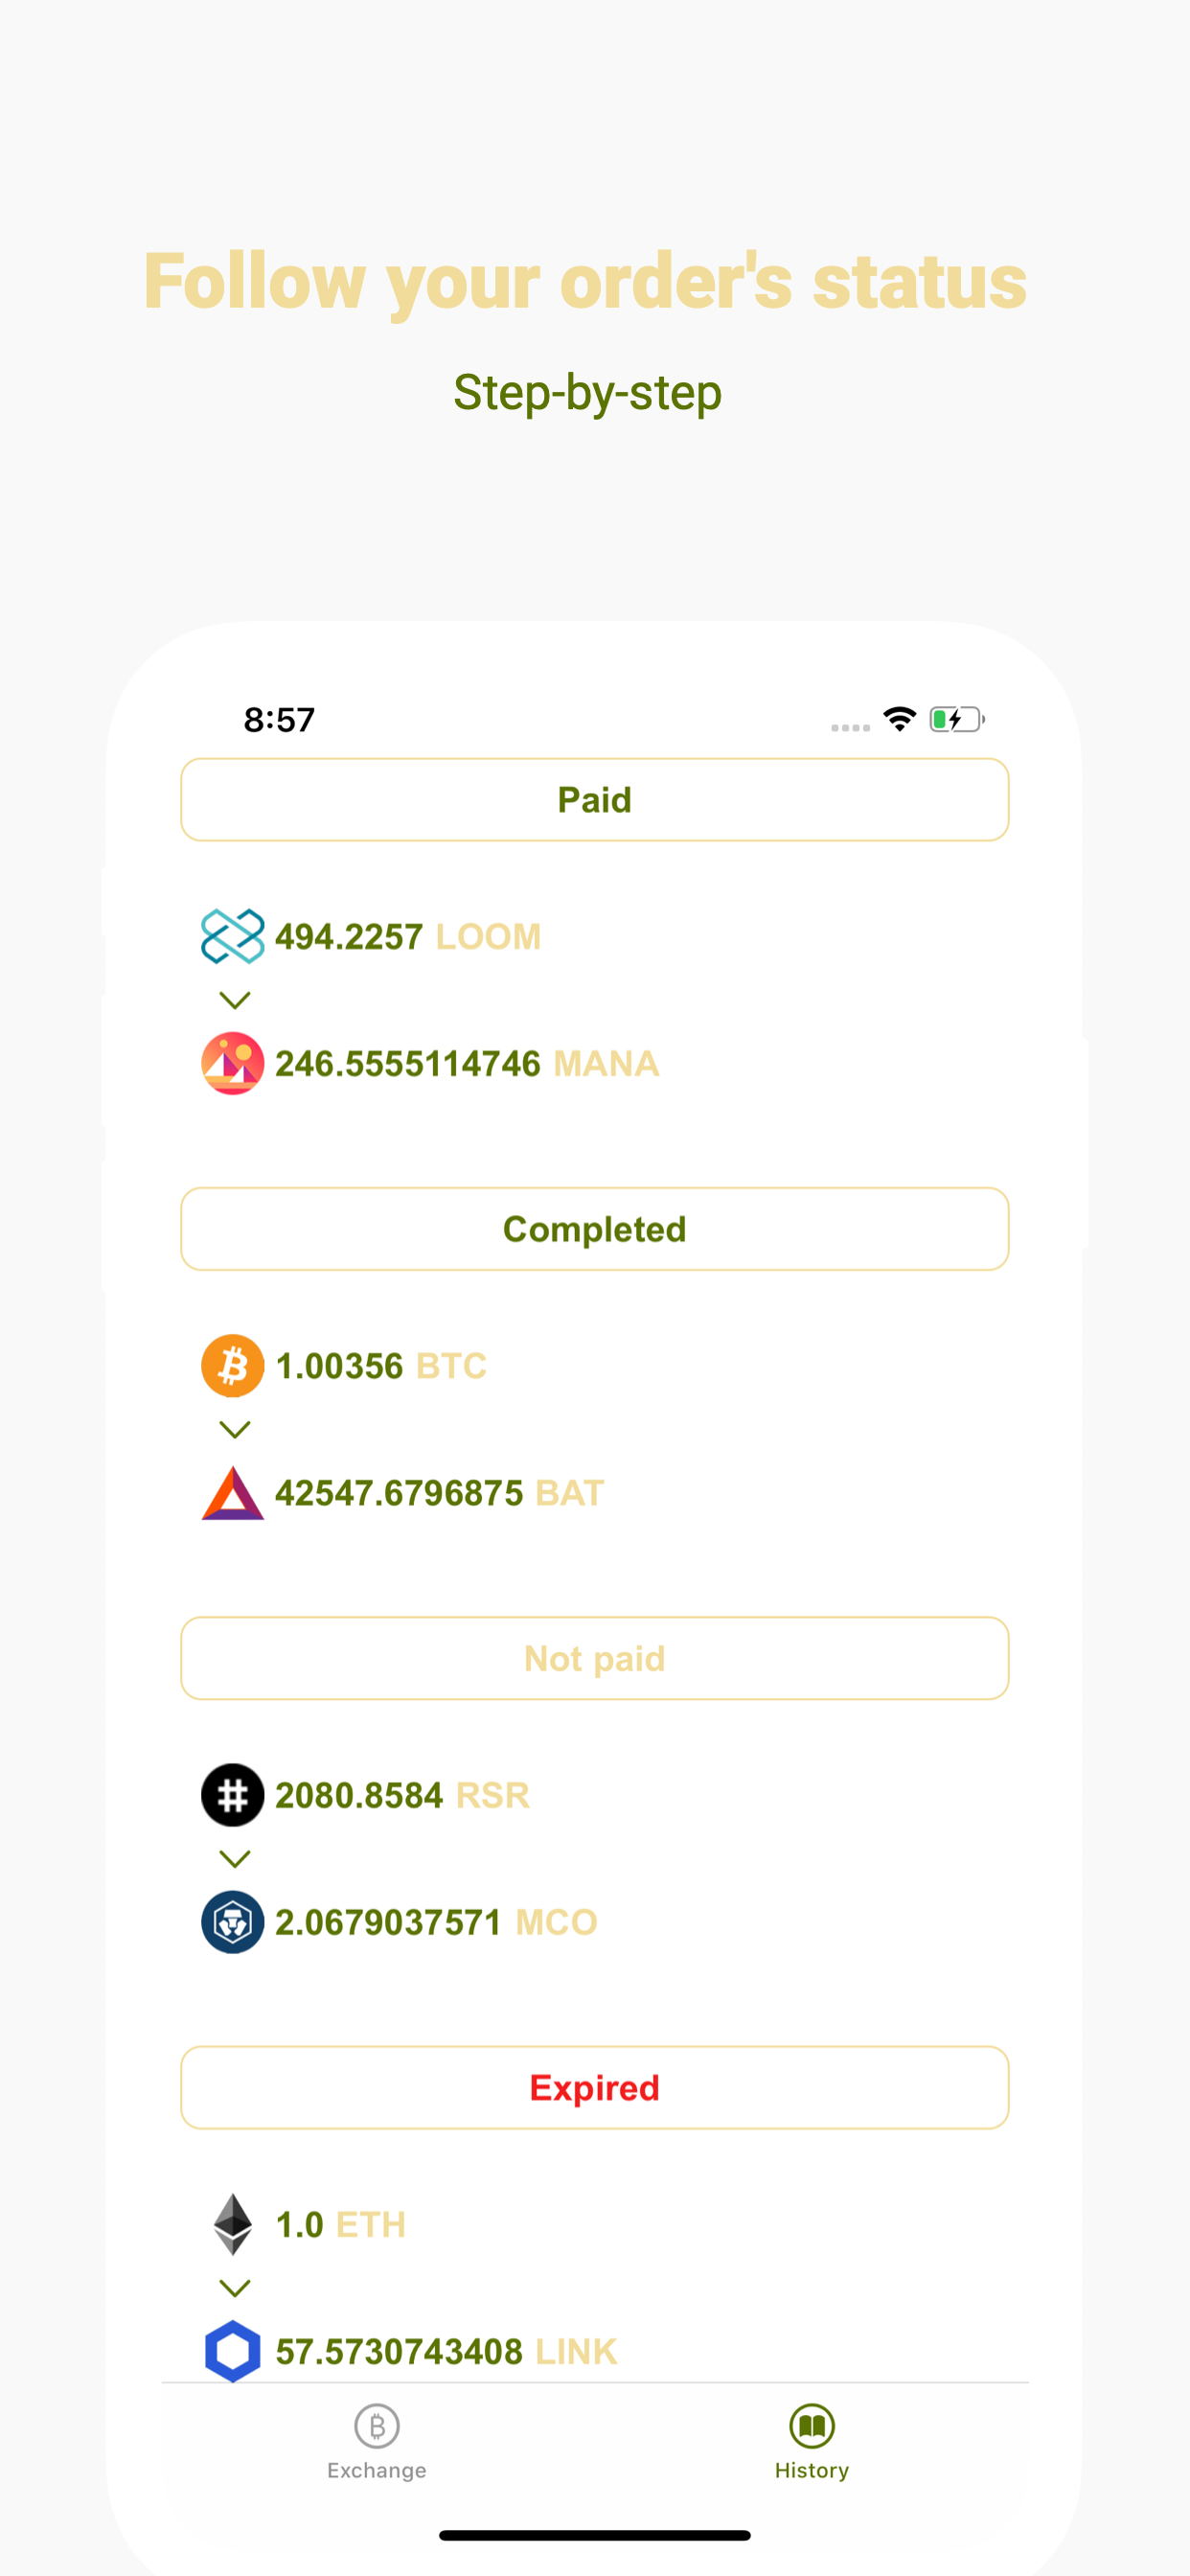 Follow your order's status
Step-by-step
8:57
Paid
494.2257 LOOM
246.5555114746 MANA
Completed
1.00356 BTC
42547.6796875 BAT
Not paid
2080.8584 RSR
2.0679037571 MCO
Expired
1.0 ETH
57.5730743408 LINK
Exchange
History